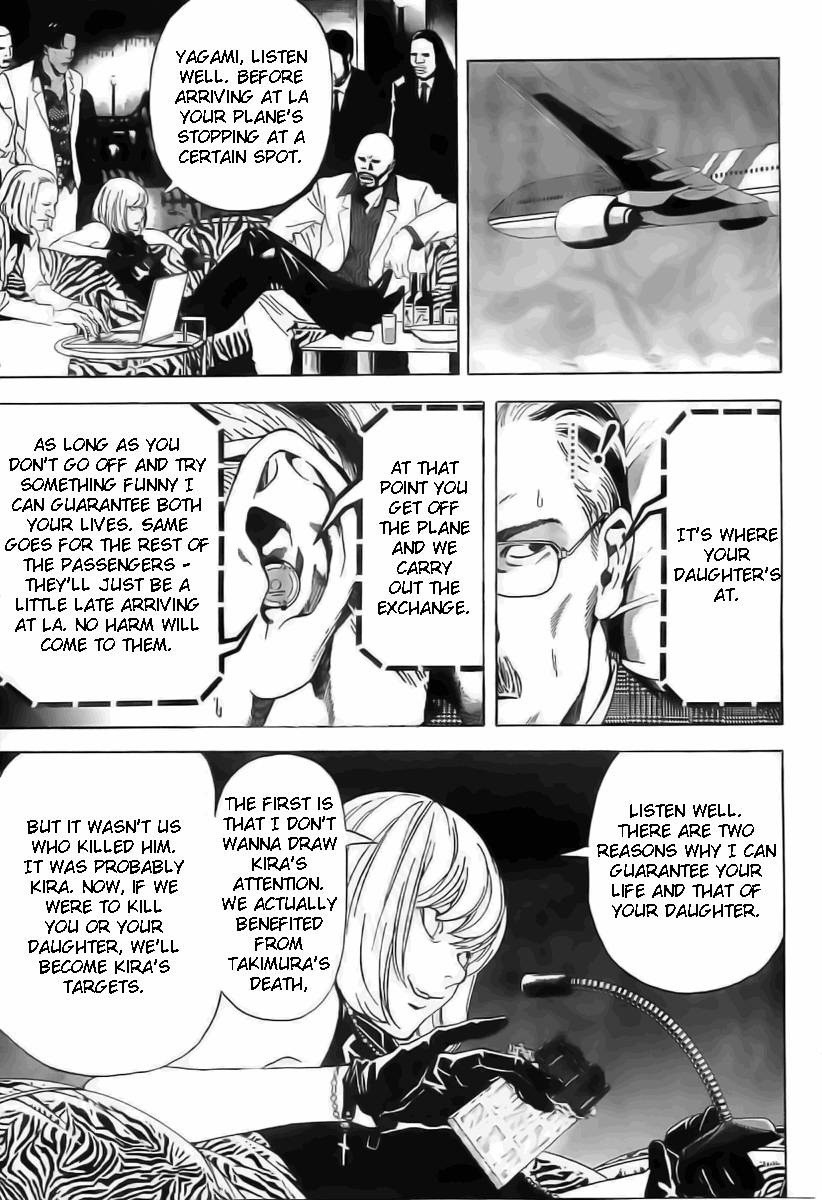 YAGAMI, LISTEN
WELL. BEFORE
ARRIVING AT LA
YOUR PLANE'S
STOPPING AT A
CERTAIN SPOT.
IT'S WHERE
YOUR
DAUGHTER'S
AT.
...!
AT THAT
POINT YOU
GET OFF
THE PLANE
AND WE
CARRY
OUT THE
EXCHANGE.
AS LONG AS YOU
DON'T GO OFF AND TRY
SOMETHING FUNNY I
CAN GUARANTEE BOTH
YOUR LIVES. SAME
GOES FOR THE REST OF
THE PASSENGERS -
THEY'LL JUST BE A
LITTLE LATE ARRIVING
AT LA. NO HARM WILL
COME TO THEM.
LISTEN WELL.
THERE ARE TWO
REASONS WHY I CAN
GUARANTEE YOUR
LIFE AND THAT OF
YOUR DAUGHTER.
THE FIRST IS
THAT I DON'T
WANNA DRAW
KIRA'S
ATTENTION.
WE ACTUALLY
BENEFITED
FROM
TAKIMURA'S
DEATH,
BUT IT WASN'T US
WHO KILLED HIM.
IT WAS PROBABLY
KIRA. NOW, IF WE
WERE TO KILL
YOU OR YOUR
DAUGHTER, WE'LL
BECOME KIRA'S
TARGETS.